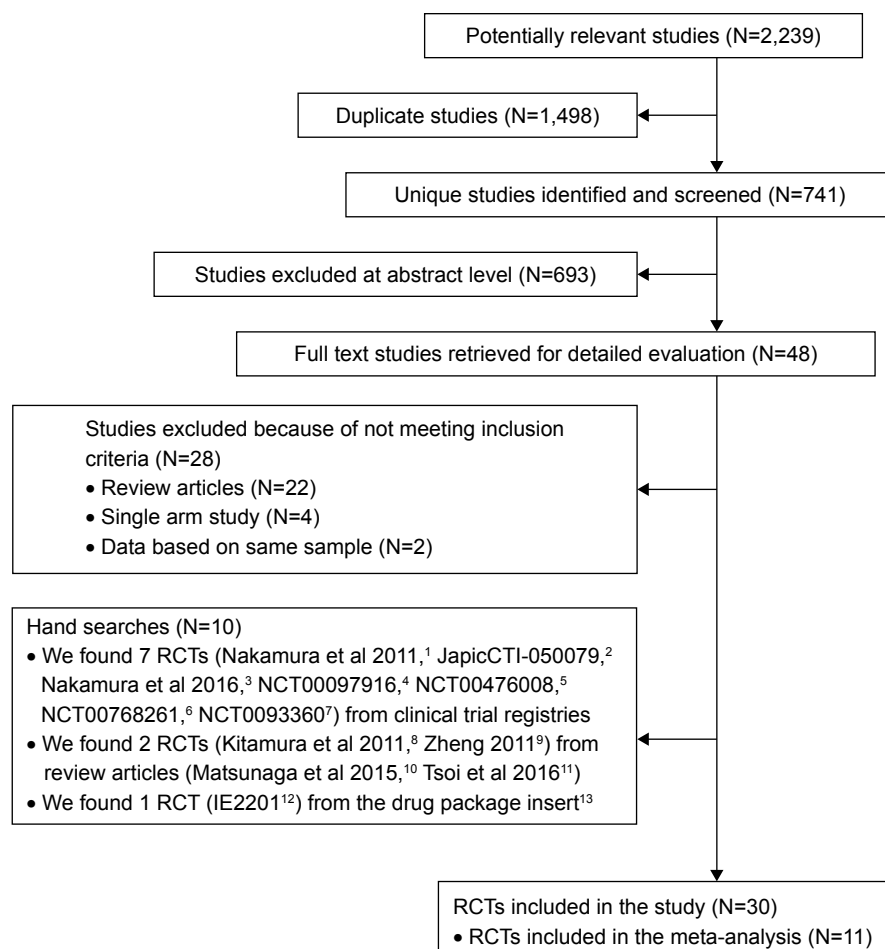 Potentially relevant studies (N=2,239)
Duplicate studies (N=1,498)
Unique studies identified and screened (N=741)
Studies excluded at abstract level (N=693)
Full text studies retrieved for detailed evaluation (N=48)
Studies excluded because of not meeting inclusion
criteria (N=28)
• Review articles (N=22)
• Single arm study (N=4)
• Data based on same sample (N=2)
Hand searches (N=10)
• We found 7 RCTs (Nakamura et al 2011,¹ JapicCTI-050079,²
Nakamura et al 2016,³ NCT00097916,⁴ NCT00476008,⁵
NCT00768261,⁶ NCT0093360⁷) from clinical trial registries
• We found 2 RCTs (Kitamura et al 2011,⁸ Zheng 2011⁹) from
review articles (Matsunaga et al 2015,¹⁰ Tsoi et al 2016¹¹)
• We found 1 RCT (IE2201¹²) from the drug package insert¹³
RCTs included in the study (N=30)
• RCTs included in the meta-analysis (N=11)